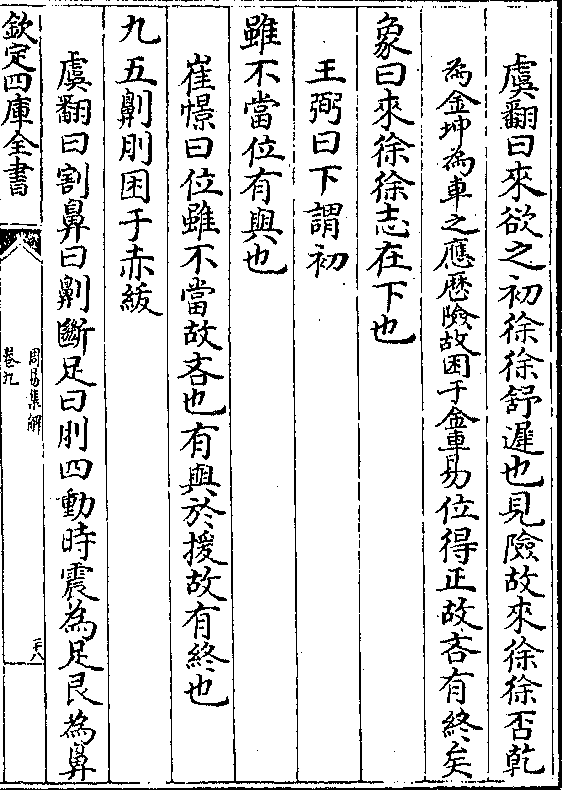 虞翻曰來欲之初徐徐舒遲也見險故來徐徐否乾
為金坤為車之應歴險故困于金車易位得正故吝有終矣
象曰來徐徐志在下也
王弼曰下謂初
雖不當位有與也
崔憬曰位雖不當故吝也有與於援故有終也
九五劓刖困于赤紱
虞翻曰割鼻曰劓斷足曰刖四動時震為足艮為鼻
欽定四庫全書
周易集解
卷九
二十八